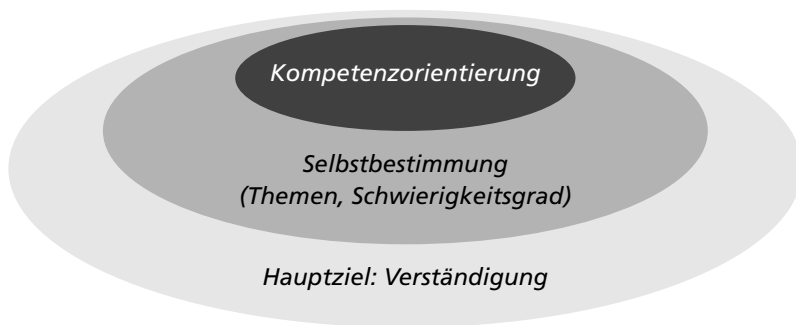 Kompetenzorientierung
Selbstbestimmung
(Themen, Schwierigkeitsgrad)
Hauptziel: Verständigung